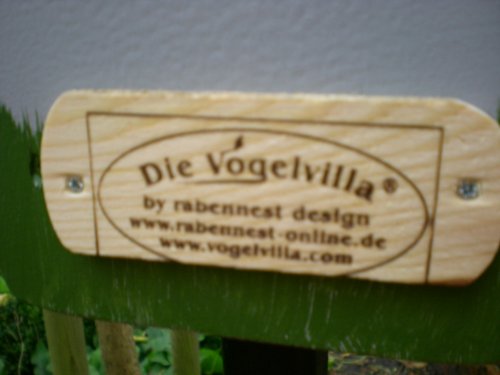 Die Vogelvilla®
by rabennest design
www.rabennest-online.de
www.vogelvilla.com